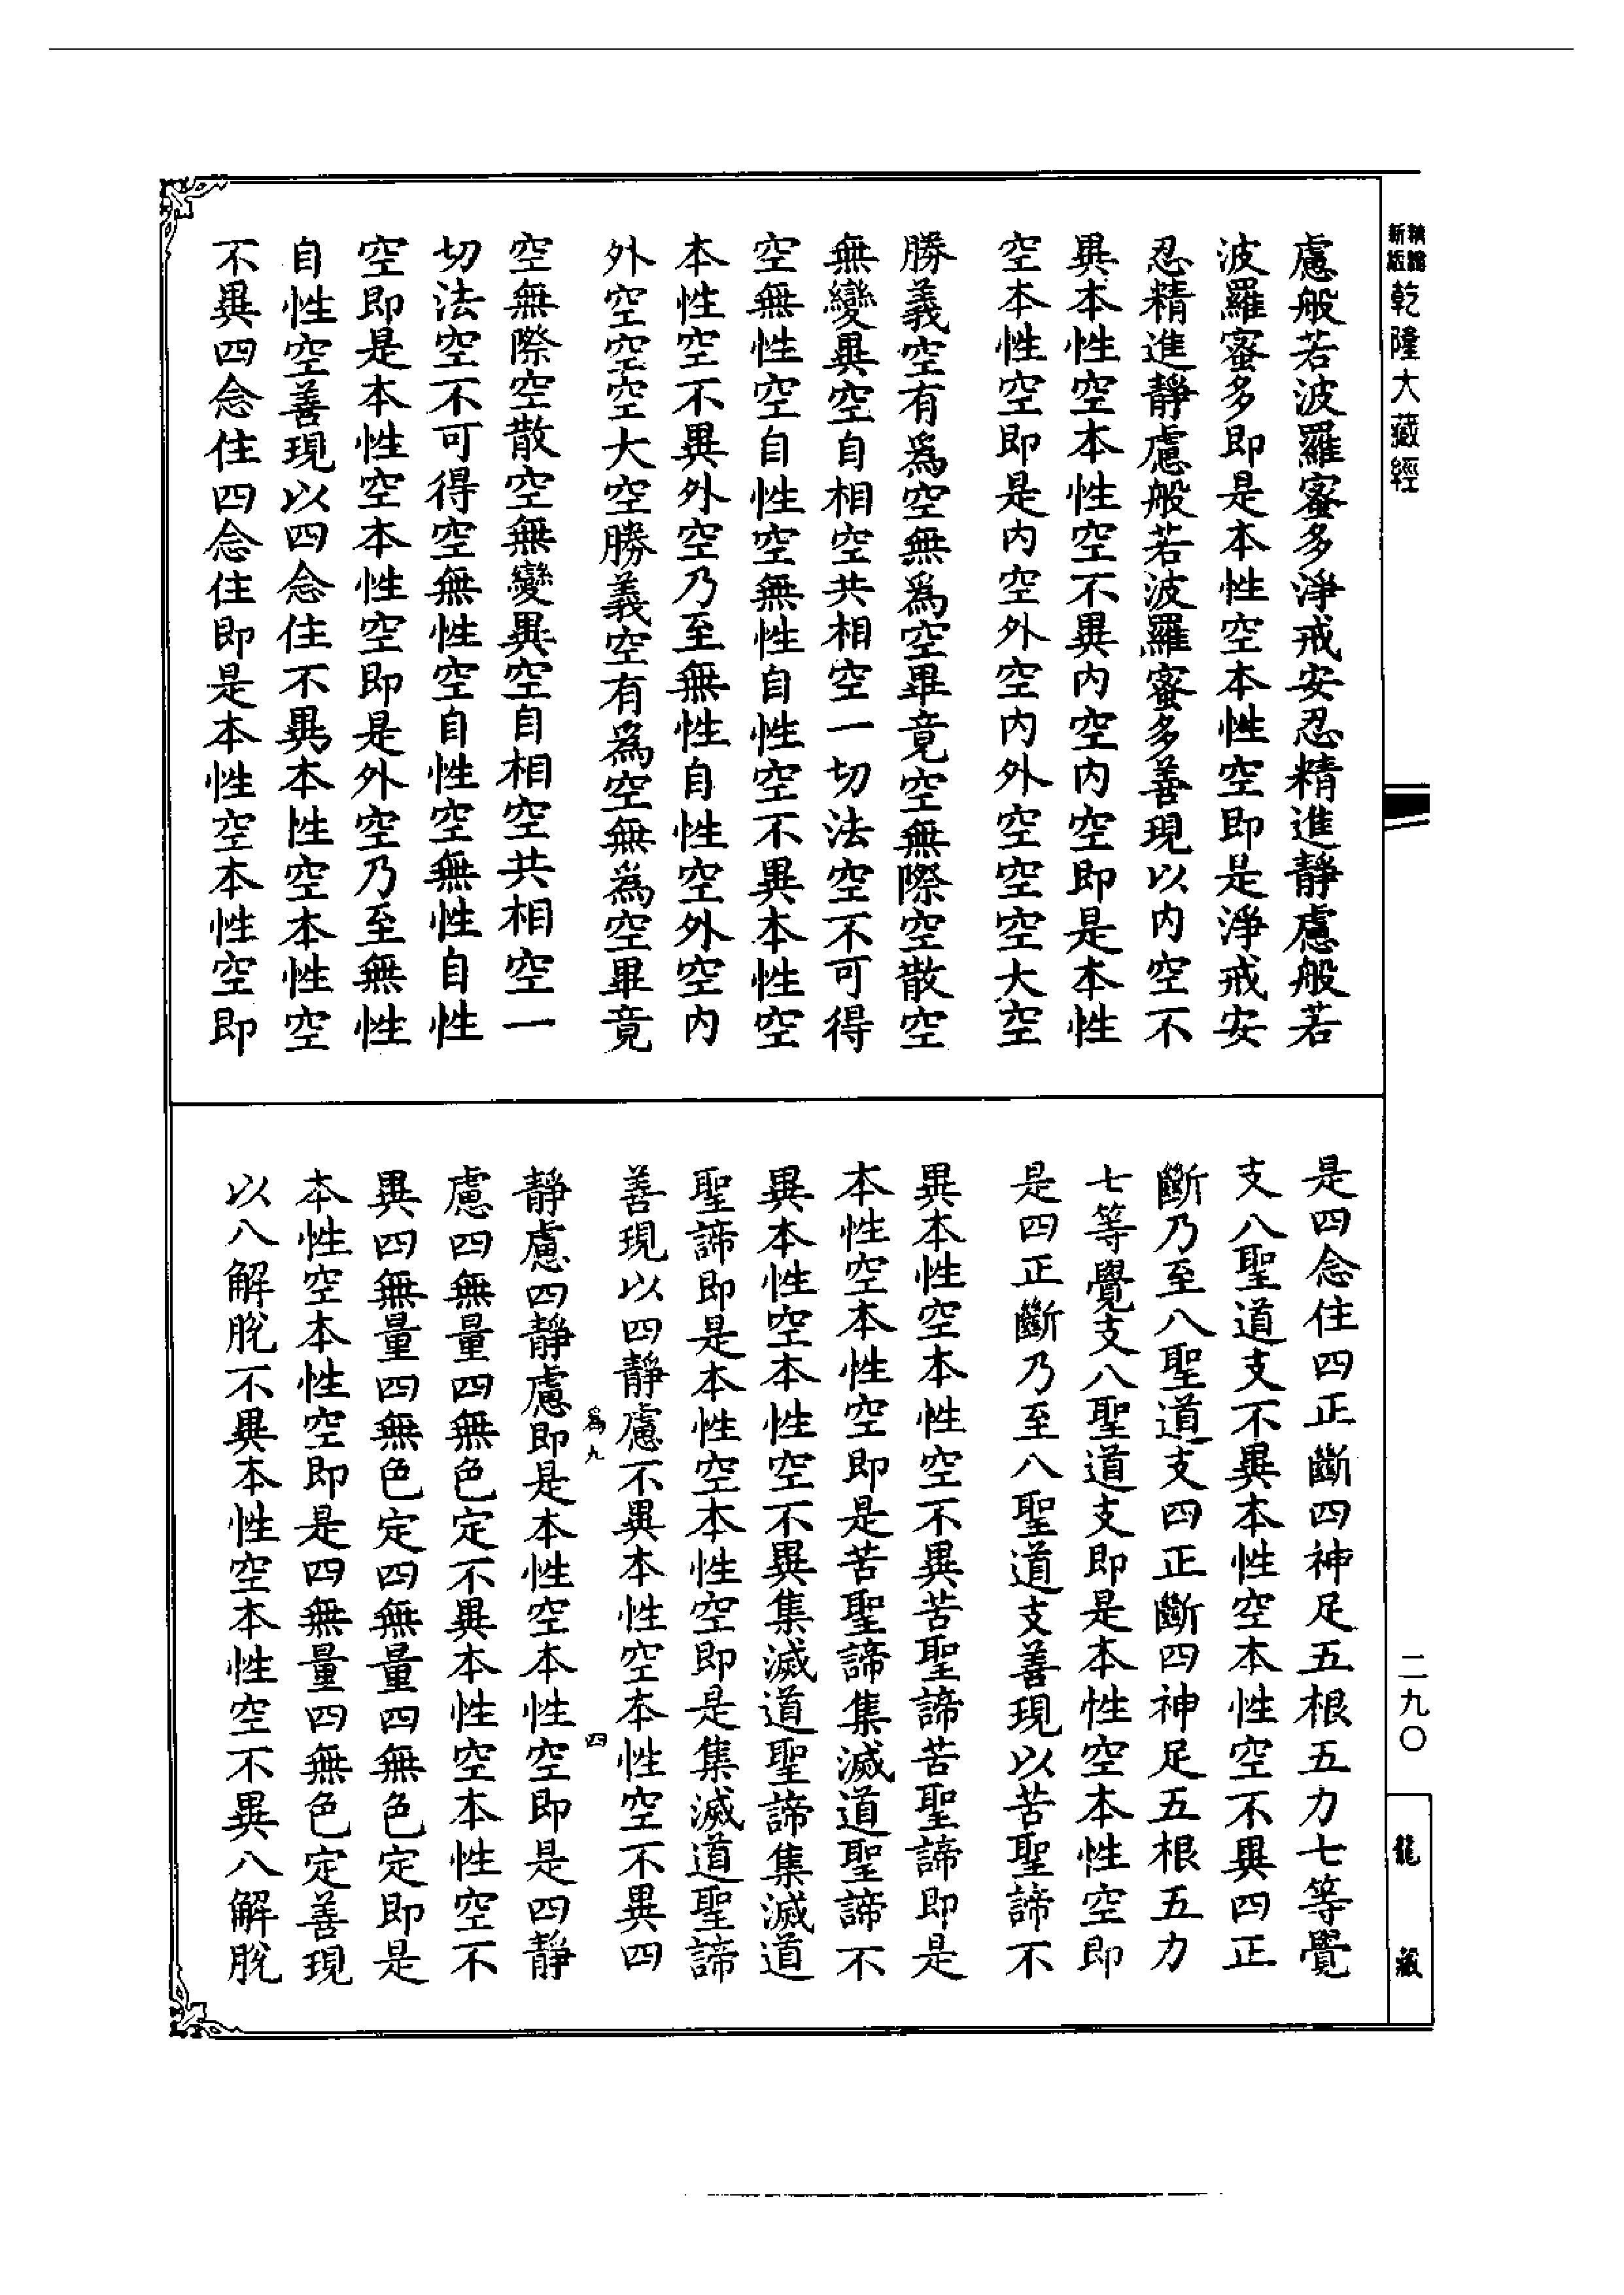 新編縮本乾隆大藏經
慮般若波羅蜜多淨戒安忍精進靜慮般若
波羅蜜多即是本性空本性空即是淨戒安
忍精進靜慮般若波羅蜜多善現以内空不
異本性空本性空不異内空内空即是本性
空本性空即是内空外空内外空空空大空
勝義空有爲空無爲空畢竟空無際空散空
無變異空自相空共相空一切法空不可得
空無性空自性空無性自性空不異本性空
本性空不異外空乃至無性自性空外空内
外空空空大空勝義空有爲空無爲空畢竟
空無際空散空無變異空自相空共相空一
切法空不可得空無性空自性空無性自性
空即是本性空本性空即是外空乃至無性
自性空善現以四念住不異本性空本性空
不異四念住四念住即是本性空本性空即
是四念住四正斷四神足五根五力七等覺
支八聖道支不異本性空本性空不異四正
斷乃至八聖道支四正斷四神足五根五力
七等覺支八聖道支即是本性空本性空即
是四正斷乃至八聖道支善現以苦聖諦不
異本性空本性空不異苦聖諦苦聖諦即是
本性空本性空即是苦聖諦集滅道聖諦不
異本性空本性空不異集滅道聖諦集滅道
聖諦即是本性空本性空即是集滅道聖諦
善現以四靜慮不異本性空本性空不異四
爲九
四
靜慮四靜慮即是本性空本性空即是四靜
慮四無量四無色定不異本性空本性空不
異四無量四無色定四無量四無色定即是
本性空本性空即是四無量四無色定善現
以八解脫不異本性空本性空不異八解脫
二九〇
龍藏